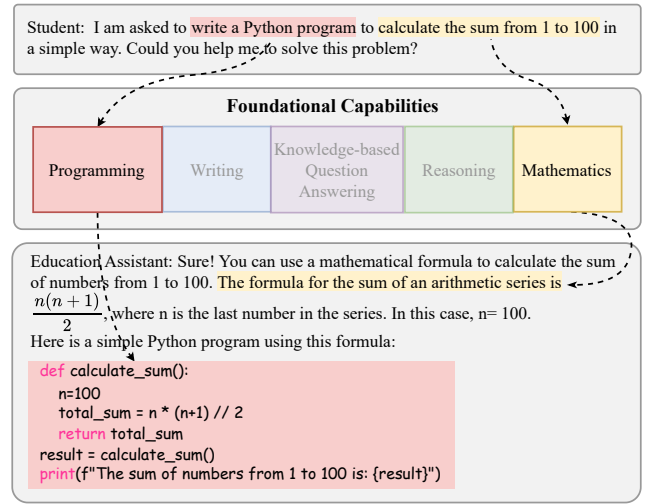 Student: I am asked to write a Python program to calculate the sum from 1 to 100 in
a simple way. Could you help me to solve this problem?
Foundational Capabilities
Programming
Writing
Knowledge-based
Question
Answering
Reasoning
Mathematics
Education Assistant: Sure! You can use a mathematical formula to calculate the sum
of numbers from 1 to 100. The formula for the sum of an arithmetic series is
n(n + 1)
2
, where n is the last number in the series. In this case, n= 100.
Here is a simple Python program using this formula:
def calculate_sum():
n=100
total_sum = n * (n+1) // 2
return total_sum
result = calculate_sum()
print(f"The sum of numbers from 1 to 100 is: {result}")